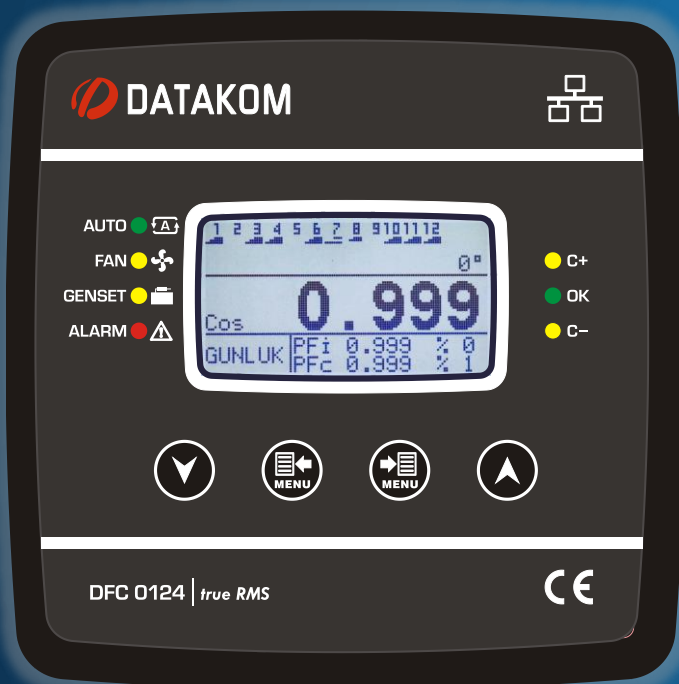 DATAKOM
AUTO A
FAN
GENSET
ALARM
1 2 3 4 5 6 7 8 9 10 11 12
0°
Cos 0.999
GUNLUK
PFi 0.999 % 0
PFc 0.999 % 1
C+
OK
C-
MENU
MENU
DFC 0124 true RMS
CE